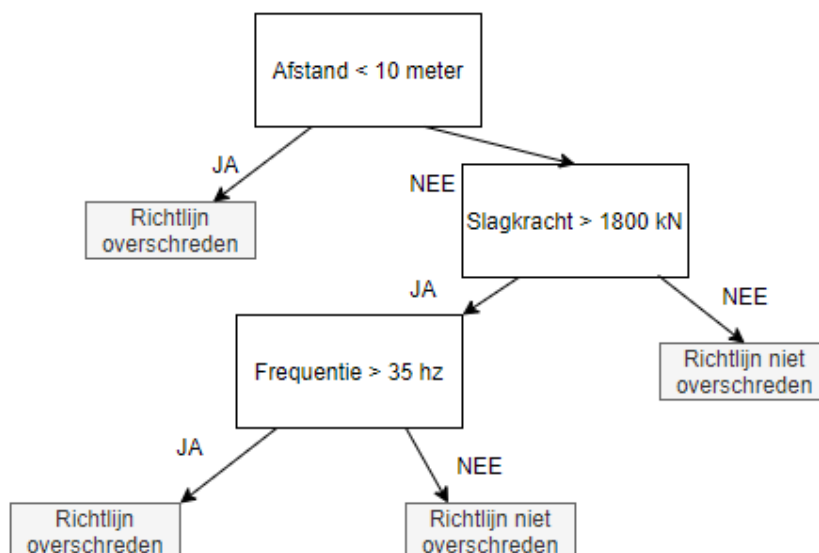 Afstand < 10 meter
JA
NEE
Richtlijn
overschreden
Slagkracht > 1800 kN
JA
NEE
Frequentie > 35 hz
Richtlijn niet
overschreden
JA
NEE
Richtlijn
overschreden
Richtlijn niet
overschreden